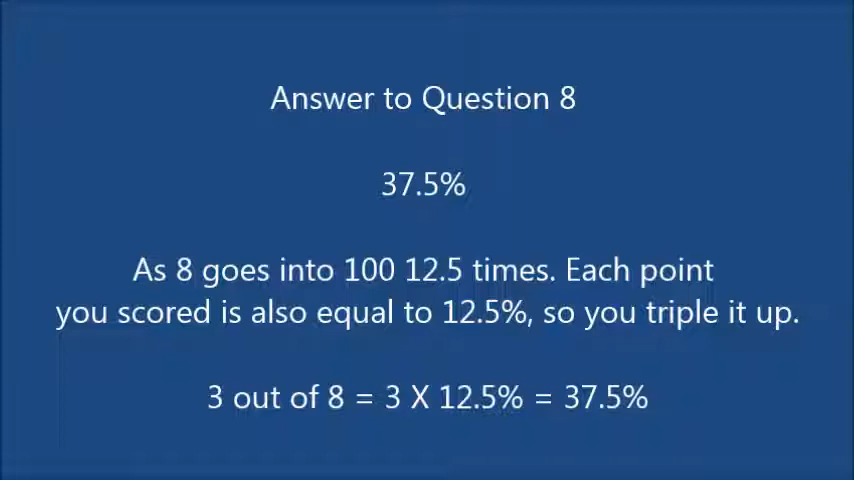 Answer to Question 8
37.5%
As 8 goes into 100 12.5 times. Each point
you scored is also equal to 12.5%, so you triple it up.
3 out of 8 = 3 X 12.5% = 37.5%